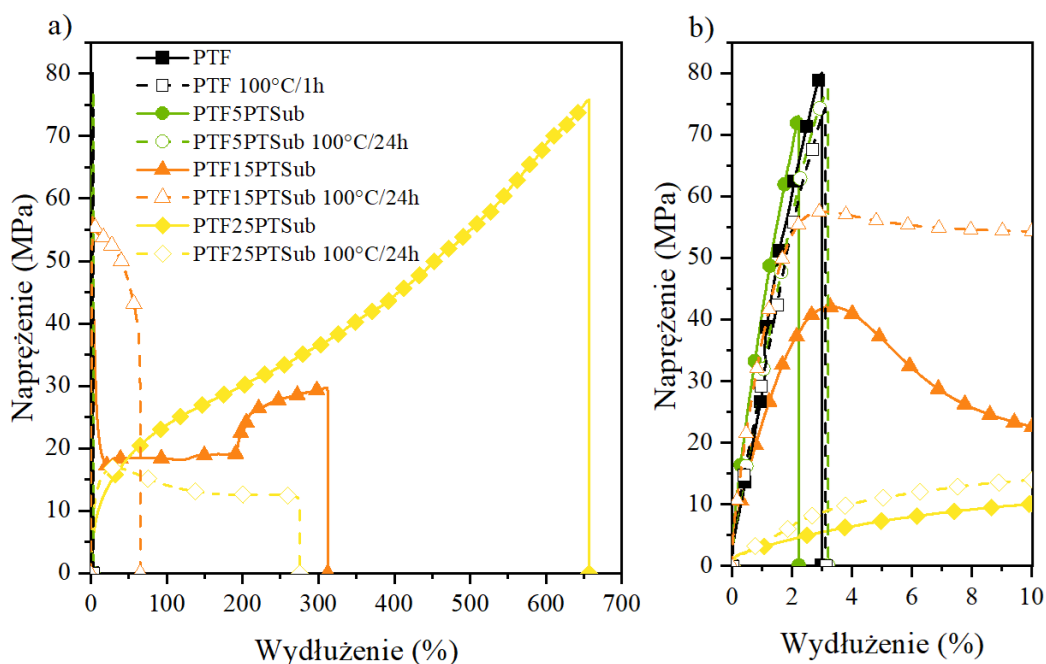 a)
80
70
60
50
40
30
20
10
0
Naprężenie (MPa)
PTF
PTF 100°C/1h
PTF5PTSub
PTF5PTSub 100°C/24h
PTF15PTSub
PTF15PTSub 100°C/24h
PTF25PTSub
PTF25PTSub 100°C/24h
0 100 200 300 400 500 600 700
Wydłużenie (%)
b)
80
70
60
50
40
30
20
10
0
Naprężenie (MPa)
0 2 4 6 8 10
Wydłużenie (%)